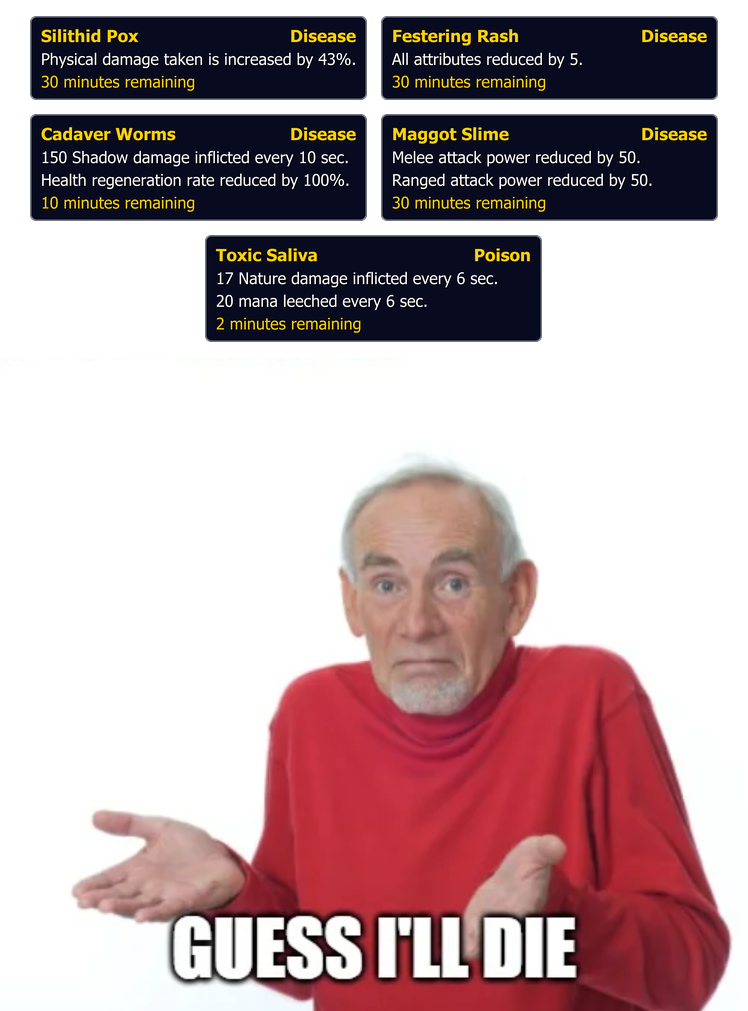 Silithid Pox Disease
Physical damage taken is increased by 43%.
30 minutes remaining
Festering Rash Disease
All attributes reduced by 5.
30 minutes remaining
Cadaver Worms Disease
150 Shadow damage inflicted every 10 sec.
Health regeneration rate reduced by 100%.
10 minutes remaining
Maggot Slime Disease
Melee attack power reduced by 50.
Ranged attack power reduced by 50.
30 minutes remaining
Toxic Saliva Poison
17 Nature damage inflicted every 6 sec.
20 mana leeched every 6 sec.
2 minutes remaining
GUESS I'LL DIE